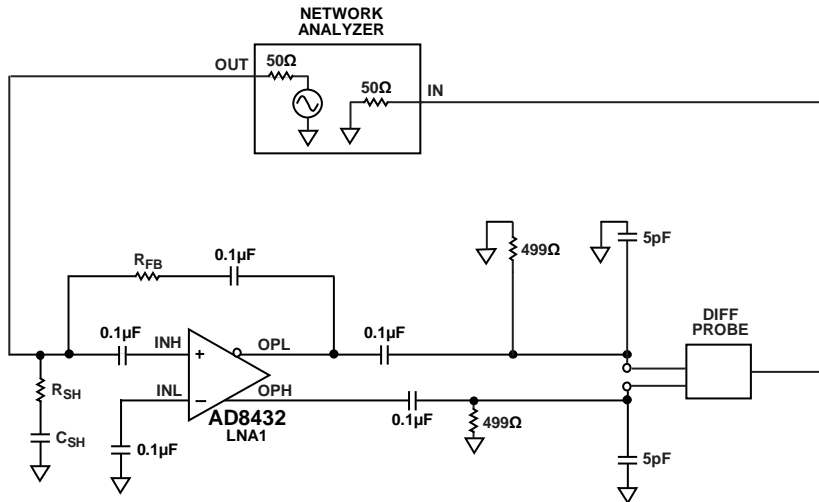 NETWORK
ANALYZER
OUT
50Ω
50Ω
IN
RFB
0.1µF
499Ω
5pF
0.1µF
INH
+
OPL
0.1µF
DIFF
PROBE
RSH
INL
−
OPH
CSH
0.1µF
AD8432
LNA1
0.1µF
499Ω
5pF